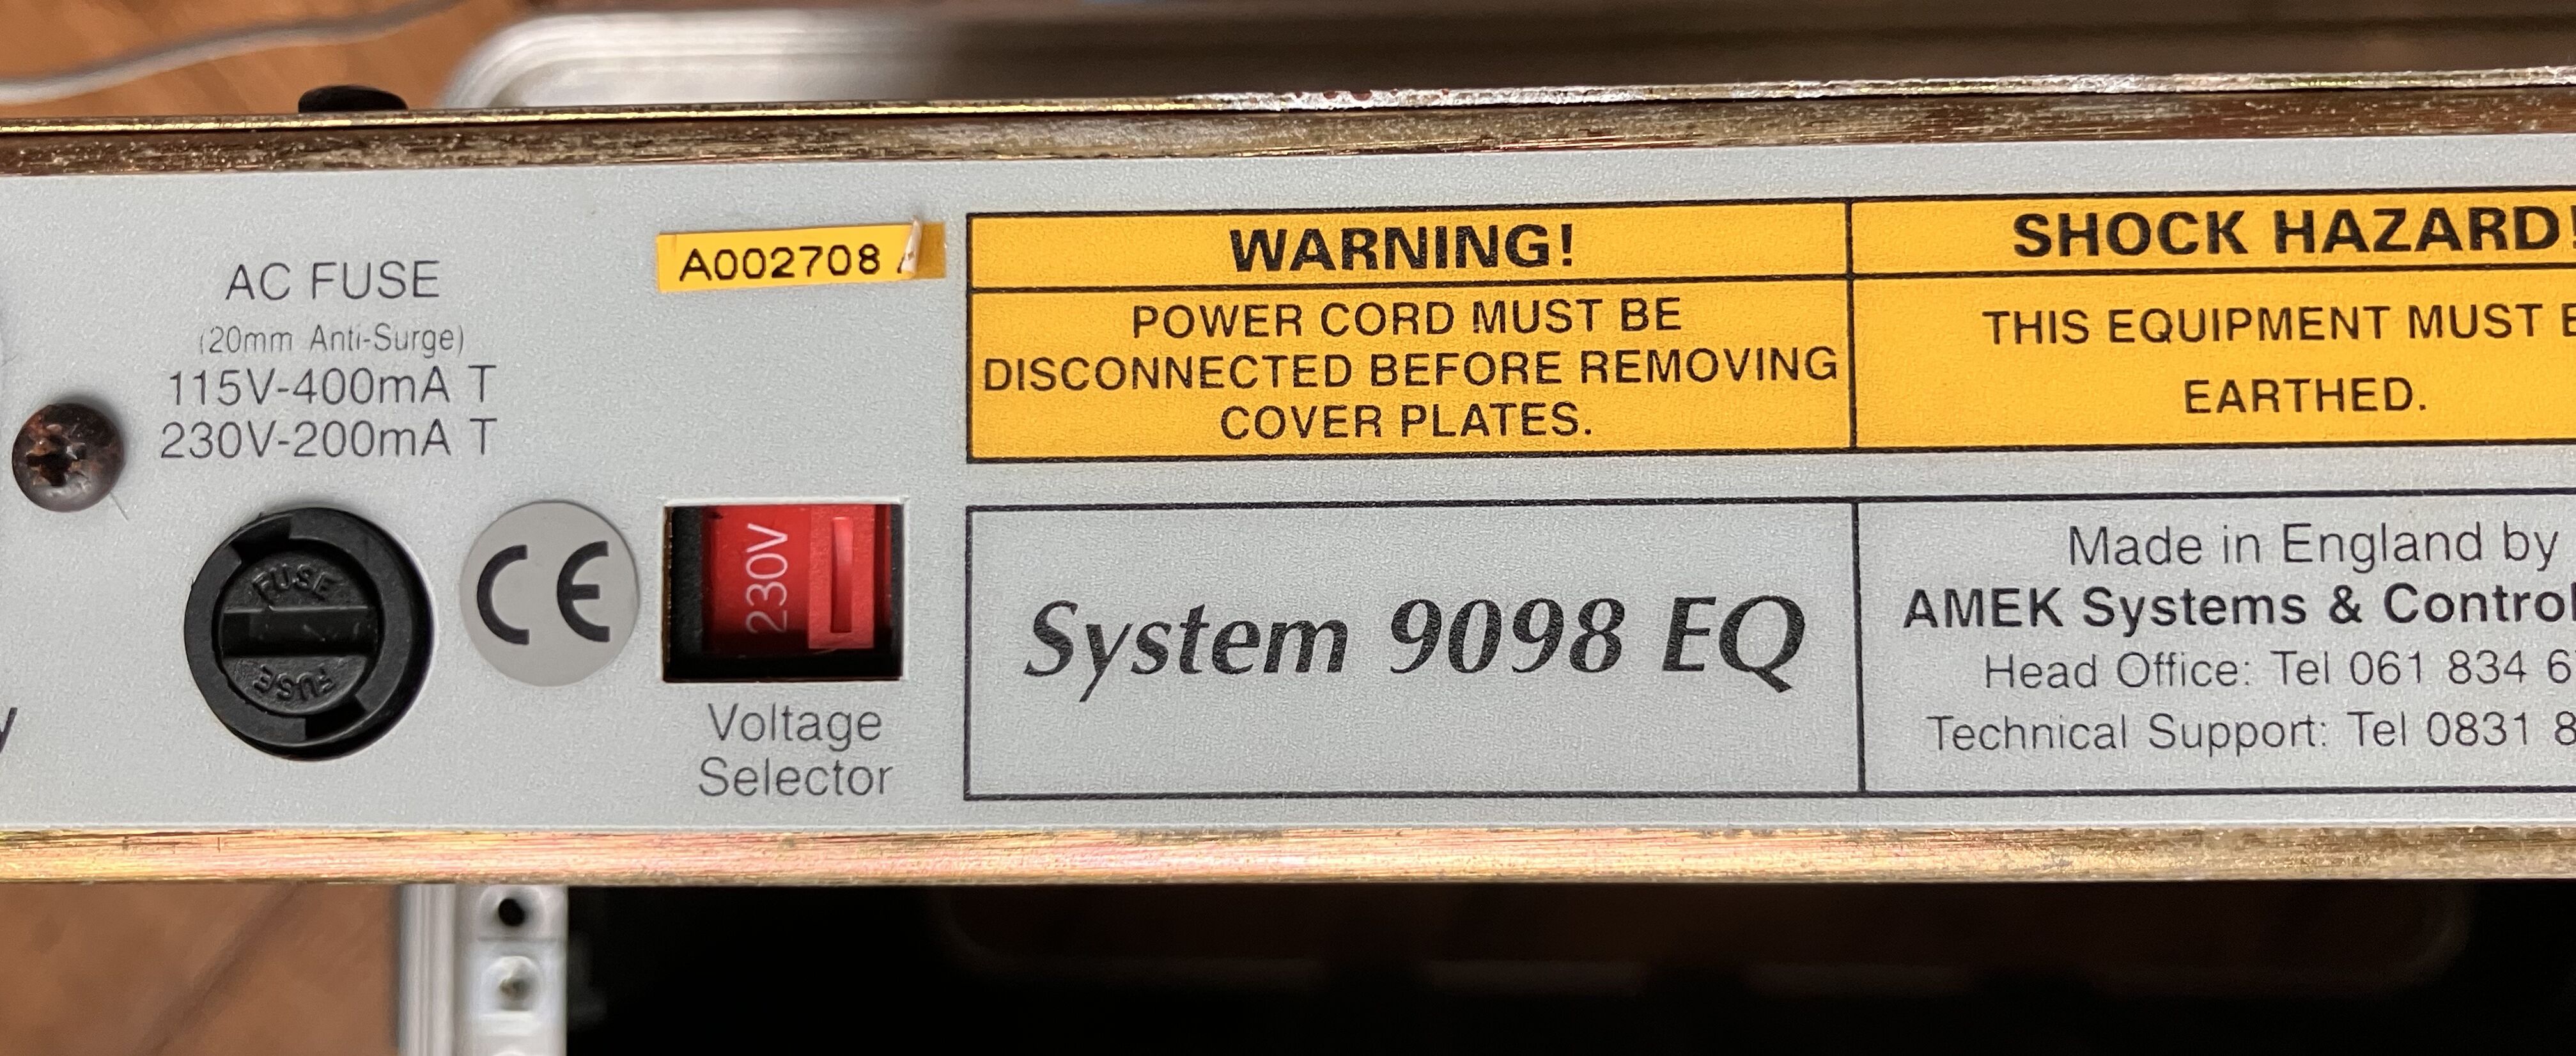 AC FUSE
(20mm Anti-Surge)
115V-400mA T
230V-200mA T
FUSE
FUSE
CE
A002708
230V
Voltage
Selector
WARNING!
POWER CORD MUST BE
DISCONNECTED BEFORE REMOVING
COVER PLATES.
SHOCK HAZARD!
THIS EQUIPMENT MUST
EARTHED.
System 9098 EQ
Made in England by
AMEK Systems &
Head Office: Tel 061 834
Technical Support: Tel 0831